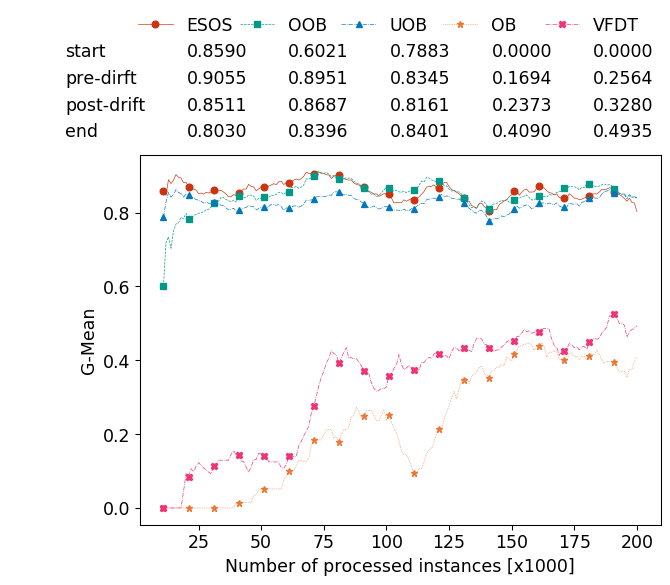 ESOS OOB UOB OB VFDT
start 0.8590 0.6021 0.7883 0.0000 0.0000
pre-dirft 0.9055 0.8951 0.8345 0.1694 0.2564
post-drift 0.8511 0.8687 0.8161 0.2373 0.3280
end 0.8030 0.8396 0.8401 0.4090 0.4935
G-Mean
0.8
0.6
0.4
0.2
0.0
25 50 75 100 125 150 175 200
Number of processed instances [x1000]